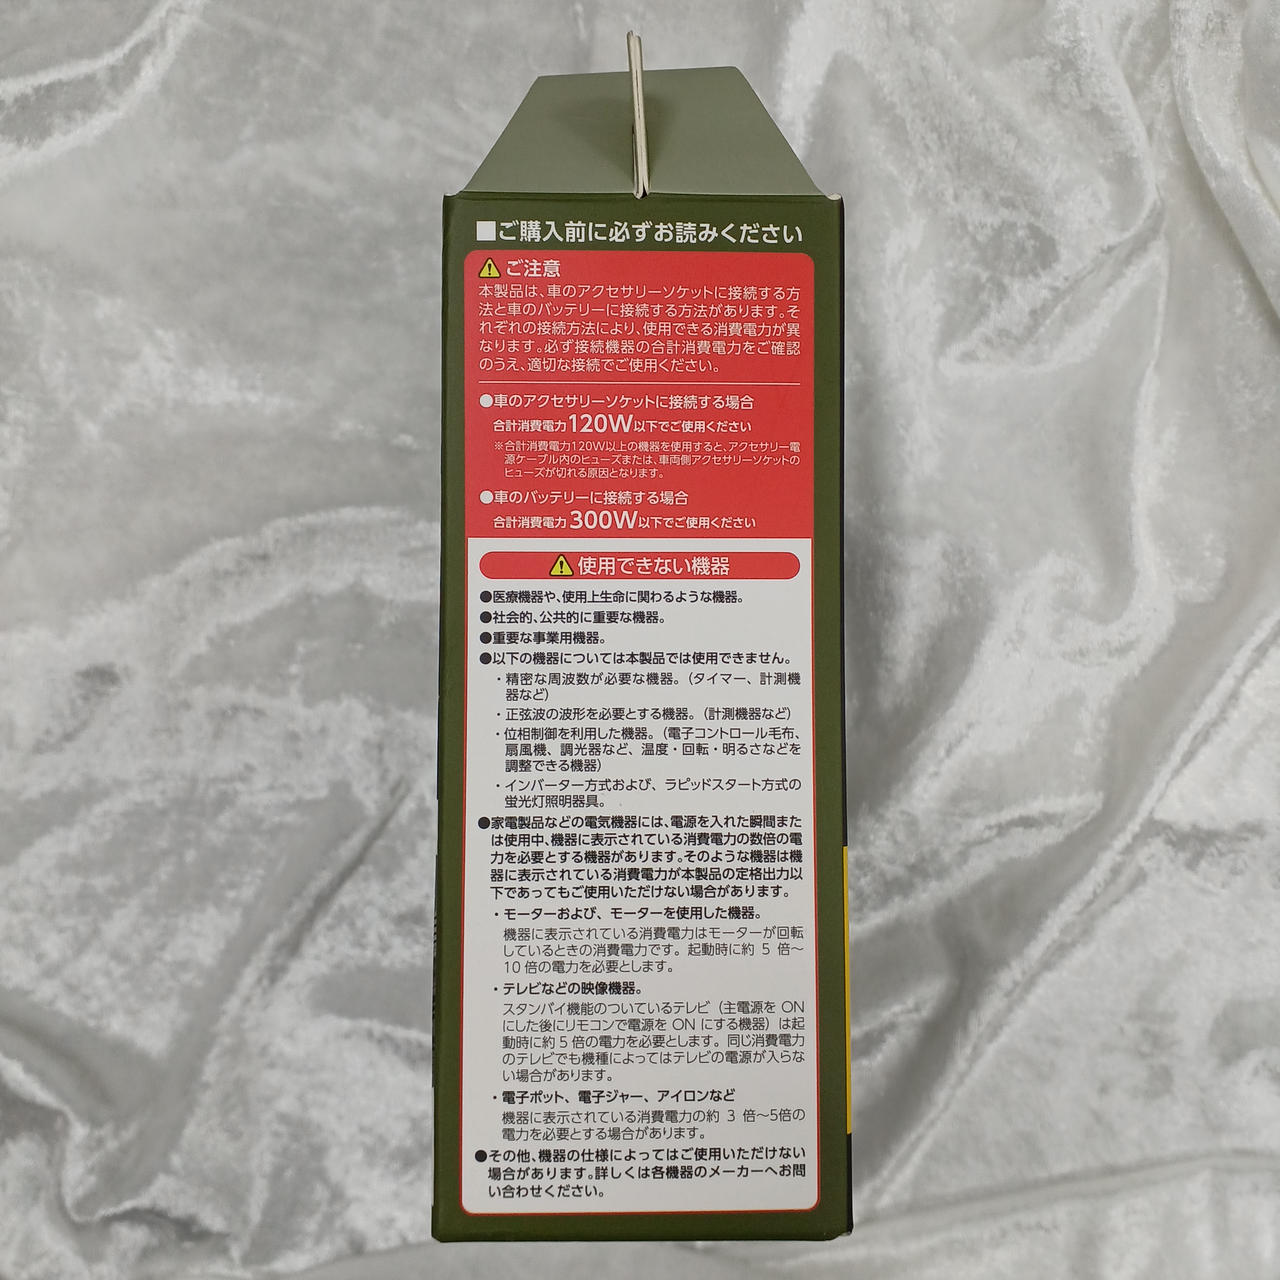 ■ご購入前に必ずお読みください
ご注意
本製品は、車のアクセサリーソケットに接続する方
法と車のバッテリーに接続する方法があります。そ
れぞれの接続方法により、使用できる消費電力が異
なります。必ず接続機器の合計消費電力をご確認
のうえ、適切な接続でご使用ください。
●車のアクセサリーソケットに接続する場合
合計消費電力120W以下でご使用ください
※合計消費電力120W以上の機器を使用すると、アクセサリー電
源ケーブル内のヒューズまたは、車両側アクセサリーソケットの
ヒューズが切れる原因となります。
●車のバッテリーに接続する場合
合計消費電力300W以下でご使用ください
使用できない機器
●医療機器や、使用上生命に関わるような機器。
●社会的、公共的に重要な機器。
●重要な事業用機器。
●以下の機器については本製品では使用できません。
・精密な周波数が必要な機器。（タイマー、計測機
器など）
・正弦波の波形を必要とする機器。（計測機器など）
・位相制御を利用した機器。（電子コントロール毛布、
扇風機、調光器など、温度・回転・明るさなどを
調整できる機器）
・インバーター方式および、ラピッドスタート方式の
蛍光灯照明器具。
●家電製品などの電気機器には、電源を入れた瞬間また
は使用中、機器に表示されている消費電力の数倍の電
力を必要とする機器があります。そのような機器は機
器に表示されている消費電力が本製品の定格出力以
下であってもご使用いただけない場合があります。
・モーターおよび、モーターを使用した機器。
機器に表示されている消費電力はモーターが回転
しているときの消費電力です。起動時に約 5 倍～
10 倍の電力を必要とします。
・テレビなどの映像機器。
スタンバイ機能のついているテレビ（主電源を ON
にした後にリモコンで電源を ON にする機器）は起
動時に約 5 倍の電力を必要とします。同じ消費電力
のテレビでも機種によってはテレビの電源が入らな
い場合があります。
・電子ポット、電子ジャー、アイロンなど
機器に表示されている消費電力の約 3 倍～5倍の
電力を必要とする場合があります。
●その他、機器の仕様によってはご使用いただけない
場合があります。詳しくは各機器のメーカーへお問
い合わせください。